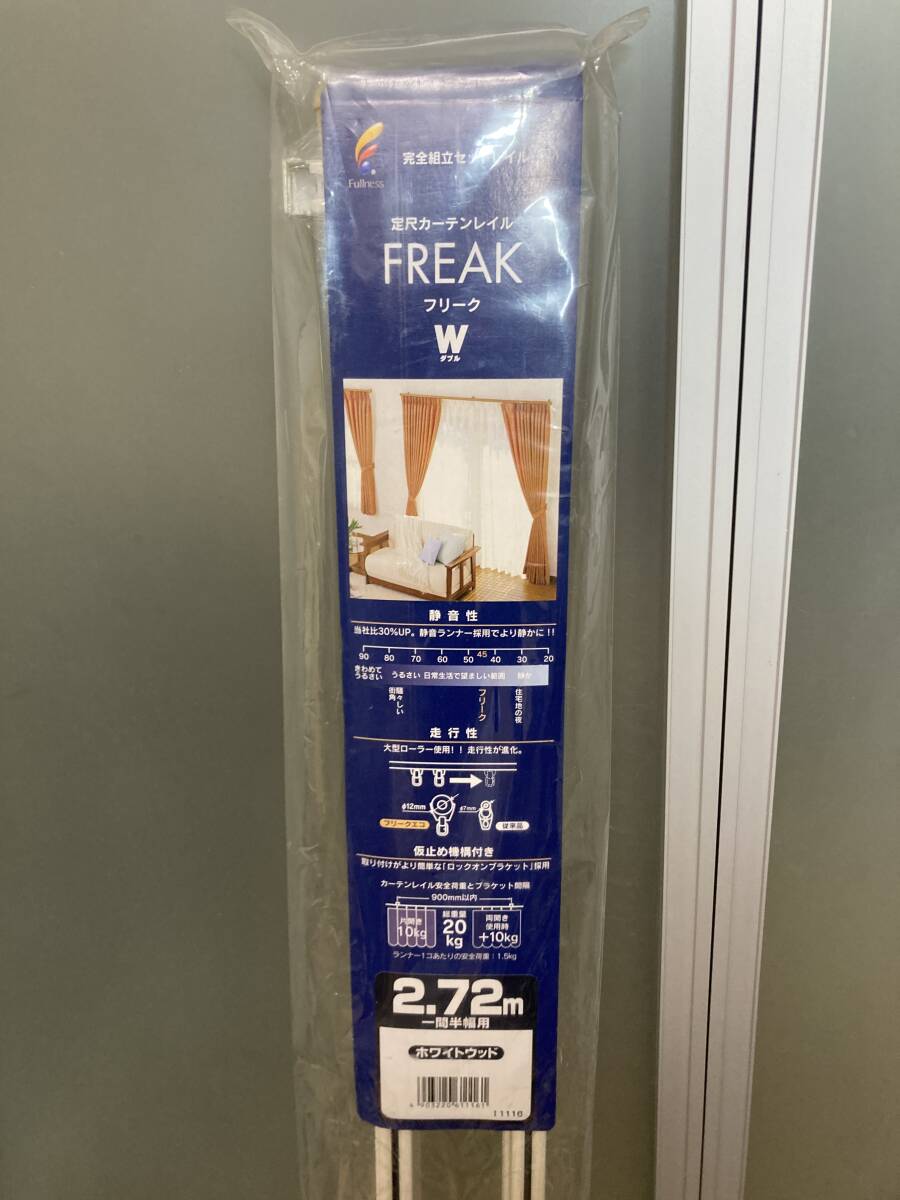 Fullness
完全組立セットレイル
定尺カーテンレイル
FREAK
フリーク
W
ダブル
静音性
当社比30%UP。静音ランナー採用でより静かに!!
90 80 70 60 50 45 40 30 20
きわめて
うるさい
うるさい 日常生活で望ましい範囲 静か
騒々しい
街角
フリーク
住宅地の夜
走行性
大型ローラー使用!! 走行性が進化。
φ12mm
φ7mm
フリークエコ
従来品
仮止め機構付き
取り付けがより簡単な「ロックオンブラケット」採用
カーテンレイル安全荷重とブラケット間隔
900mm以内
片開き
10kg
総重量
20
kg
両開き
使用時
+10kg
ランナー1コあたりの安全荷重:1.5kg
2.72m
一間半幅用
ホワイトウッド
4 903220 611161
I1116